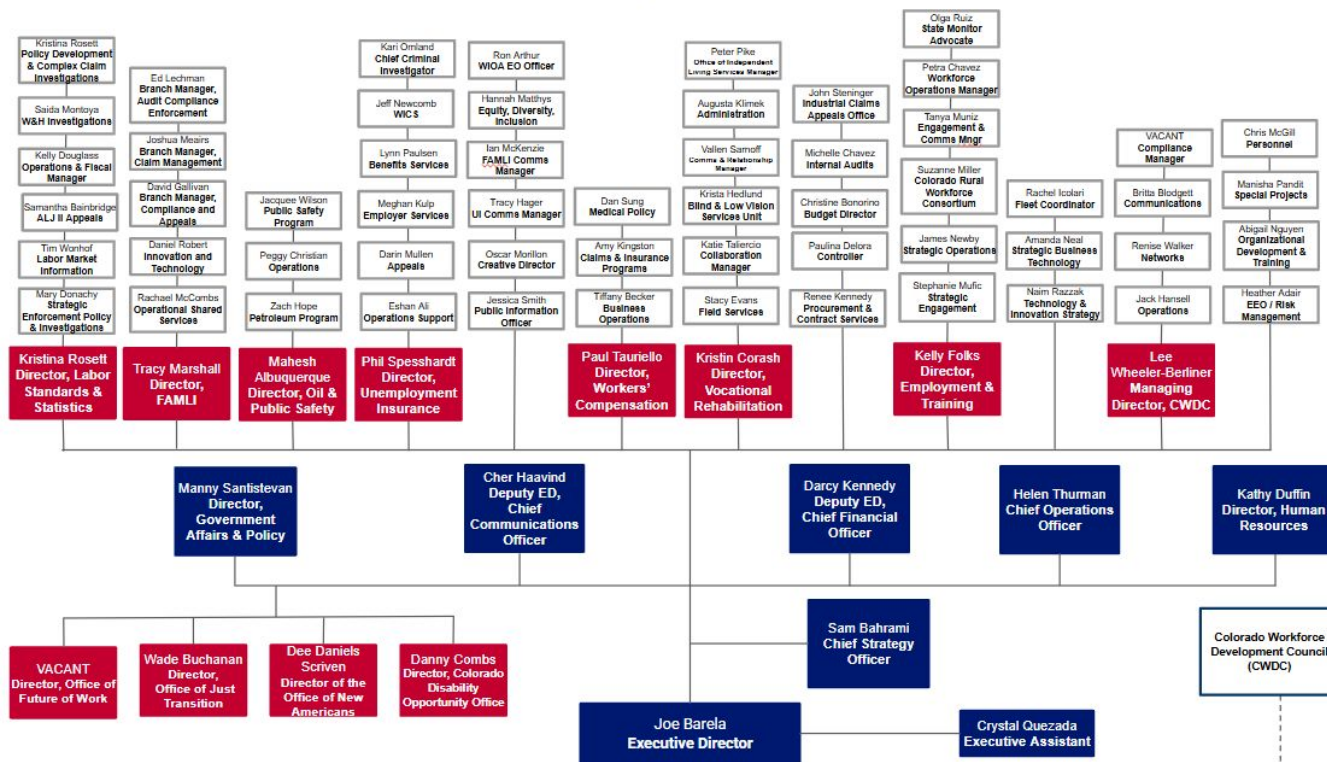 Kristina Rosett
Policy Development
& Complex Claim
Investigations
Saida Montoya
W&H Investigations
Kelly Douglass
Operations & Fiscal
Manager
Samantha Bainbridge
ALJ II Appeals
Tim Wonhof
Labor Market
Information
Mary Donachy
Strategic
Enforcement Policy
& Investigations
Kristina Rosett
Director, Labor
Standards &
Statistics
Ed Lechman
Branch Manager,
Audit Compliance
Enforcement
Joshua Meairs
Branch Manager,
Claim Management
David Gallivan
Branch Manager,
Compliance and
Appeals
Daniel Robert
Innovation and
Technology
Rachael McCombs
Operational Shared
Services
Tracy Marshall
Director,
FAMLI
Jacquee Wilson
Public Safety
Program
Peggy Christian
Operations
Zach Hope
Petroleum Program
Mahesh
Albuquerque
Director, Oil &
Public Safety
Kari Omland
Chief Criminal
Investigator
Jeff Newcomb
WICS
Lynn Paulsen
Benefits Services
Meghan Kulp
Employer Services
Darin Mullen
Appeals
Eshan Ali
Operations Support
Phil Spesshardt
Director,
Unemployment
Insurance
Ron Arthur
WIOA EO Officer
Hannah Matthys
Equity, Diversity,
Inclusion
Ian McKenzie
FAMLI Comms
Manager
Tracy Hager
UI Comms Manager
Oscar Morillon
Creative Director
Jessica Smith
Public Information
Officer
Dan Sung
Medical Policy
Amy Kingston
Claims & Insurance
Programs
Tiffany Becker
Business
Operations
Paul Tauriello
Director,
Workers'
Compensation
Peter Pike
Office of Independent
Living Services Manager
Augusta Klimek
Administration
Vallen Sarnoff
Comms & Relationship
Manager
Krista Hedlund
Blind & Low Vision
Services Unit
Katie Taliercio
Collaboration
Manager
Stacy Evans
Field Services
Kristin Corash
Director,
Vocational
Rehabilitation
John Steninger
Industrial Claims
Appeals Office
Michelle Chavez
Internal Audits
Christine Bonorino
Budget Director
Paulina Delora
Controller
Renee Kennedy
Procurement &
Contract Services
Olga Ruiz
State Monitor
Advocate
Petra Chavez
Workforce
Operations Manager
Tanya Muniz
Engagement &
Comms Mngr
Suzanne Miller
Colorado Rural
Workforce
Consortium
James Newby
Strategic Operations
Stephanie Mufic
Strategic
Engagement
Kelly Folks
Director,
Employment &
Training
Rachel Icolari
Fleet Coordinator
Amanda Neal
Strategic Business
Technology
Naim Razzak
Technology &
Innovation Strategy
VACANT
Compliance
Manager
Britta Blodgett
Communications
Renise Walker
Networks
Jack Hansell
Operations
Lee
Wheeler-Berliner
Managing
Director, CWDC
Chris McGill
Personnel
Manisha Pandit
Special Projects
Abigail Nguyen
Organizational
Development &
Training
Heather Adair
EEO / Risk
Management
Manny Santistevan
Director,
Government
Affairs & Policy
Cher Haavind
Deputy ED,
Chief
Communications
Officer
Darcy Kennedy
Deputy ED,
Chief Financial
Officer
Helen Thurman
Chief Operations
Officer
Kathy Duffin
Director, Human
Resources
VACANT
Director, Office of
Future of Work
Wade Buchanan
Director,
Office of Just
Transition
Dee Daniels
Scriven
Director of the
Office of New
Americans
Danny Combs
Director, Colorado
Disability
Opportunity Office
Sam Bahrami
Chief Strategy
Officer
Colorado Workforce
Development Council
(CWDC)
Joe Barela
Executive Director
Crystal Quezada
Executive Assistant